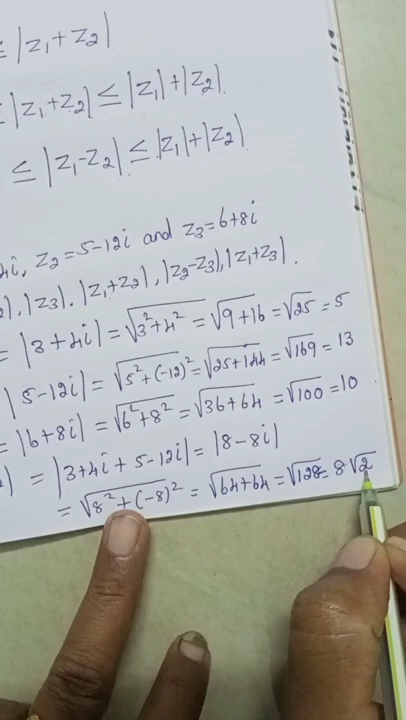 ≤ |z₁+z₂|
≤ |z₁+z₂| ≤ |z₁|+|z₂|
≤ |z₁-z₂| ≤ |z₁|+|z₂|
4i, z₂=5-12i and z₃=6+8i
|, |z₃|. |z₁+z₂|, |z₂-z₃|, |z₁+z₃|.
= |3+4i| = √3²+4² = √9+16 = √25 = 5
|5-12i| = √5²+(-12)² = √25+144 = √169 = 13
= |6+8i| = √6²+8² = √36+64 = √100 = 10
| = |3+4i+5-12i| = |8-8i|
= √8²+(-8)² = √64+64 = √128 = 8√2